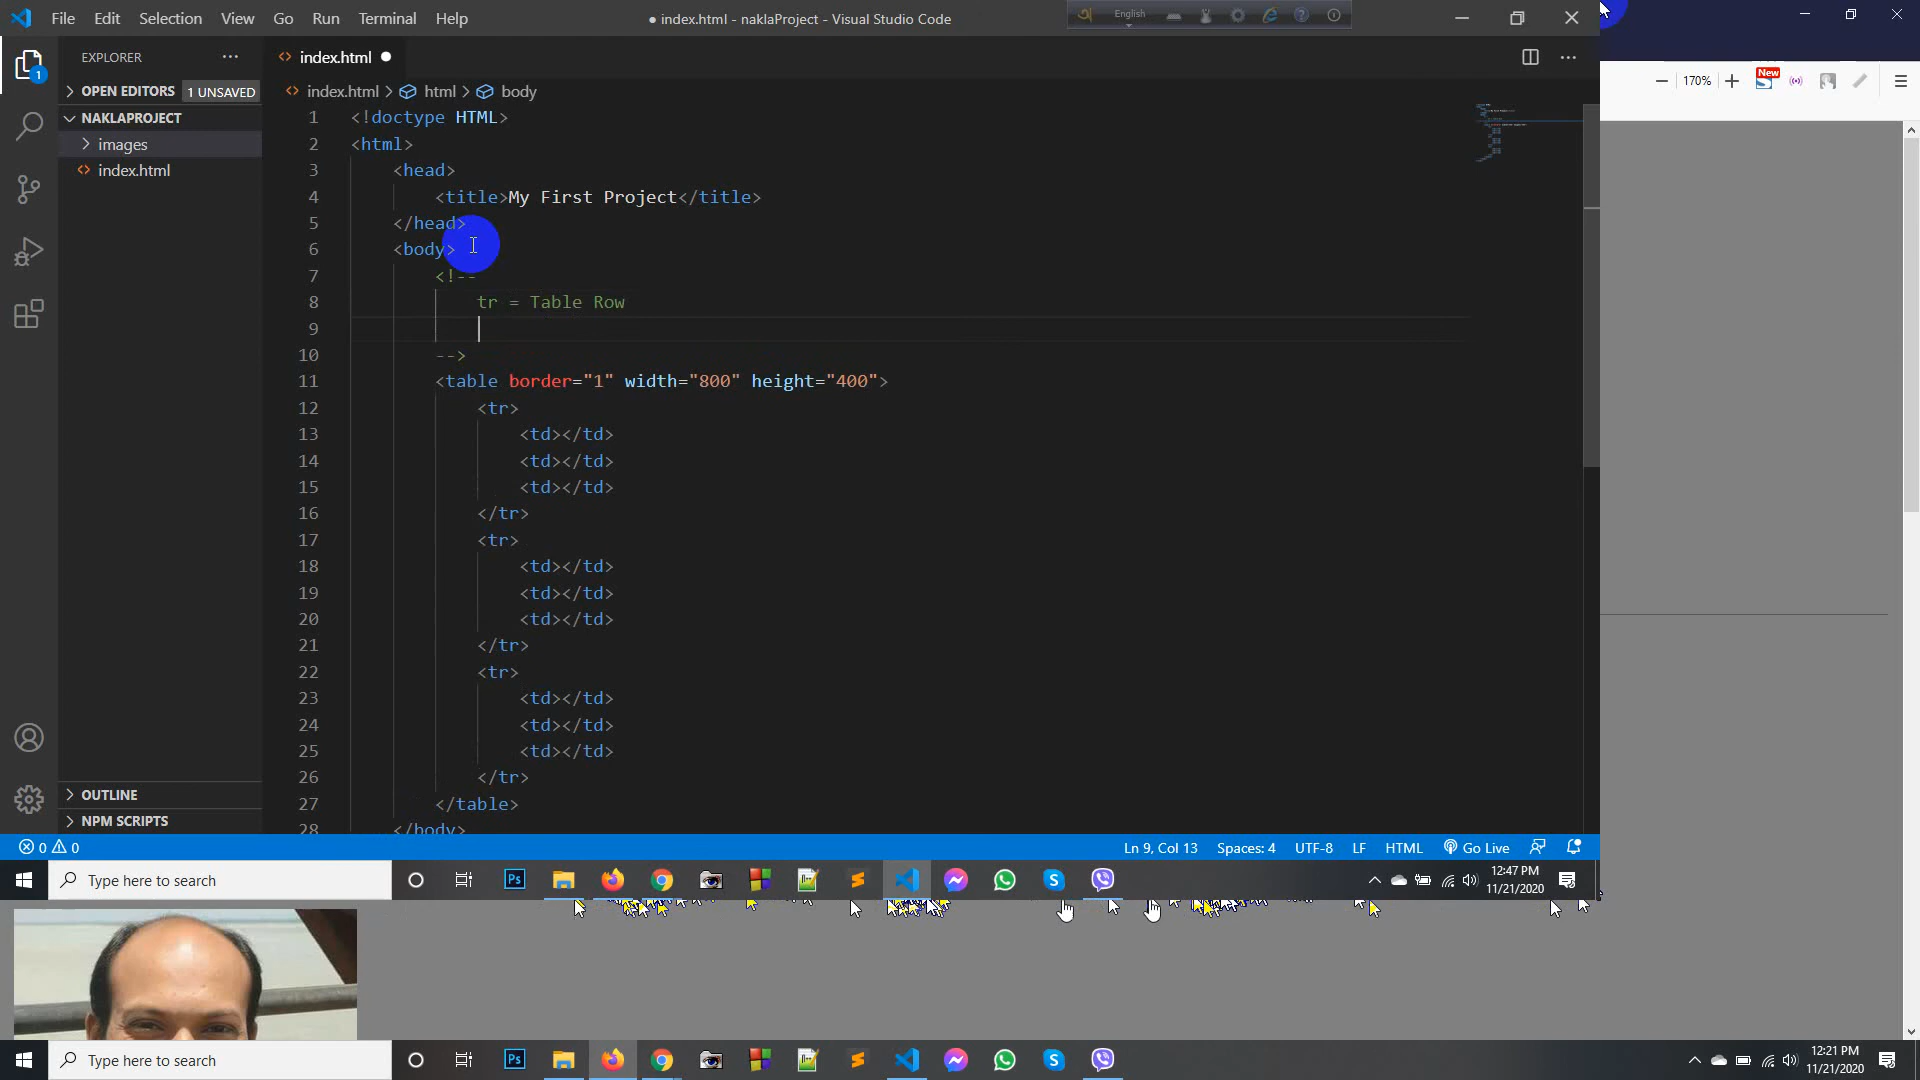 File Edit Selection View Go Run Terminal Help
● index.html - naklaProject - Visual Studio Code
English
EXPLORER
index.html
170%
New
OPEN EDITORS 1 UNSAVED
index.html > html > body
NAKLAPROJECT
images
index.html
1 <!doctype HTML>
2 <html>
3 <head>
4 <title>My First Project</title>
5 </head>
6 <body>
7 <!--
8 tr = Table Row
9
10 -->
11 <table border="1" width="800" height="400">
12 <tr>
13 <td></td>
14 <td></td>
15 <td></td>
16 </tr>
17 <tr>
18 <td></td>
19 <td></td>
20 <td></td>
21 </tr>
22 <tr>
23 <td></td>
24 <td></td>
25 <td></td>
26 </tr>
27 </table>
28 </body>
OUTLINE
NPM SCRIPTS
0 0
Ln 9, Col 13 Spaces: 4 UTF-8 LF HTML Go Live
Type here to search
Ps
12:47 PM
11/21/2020
Type here to search
Ps
12:21 PM
11/21/2020